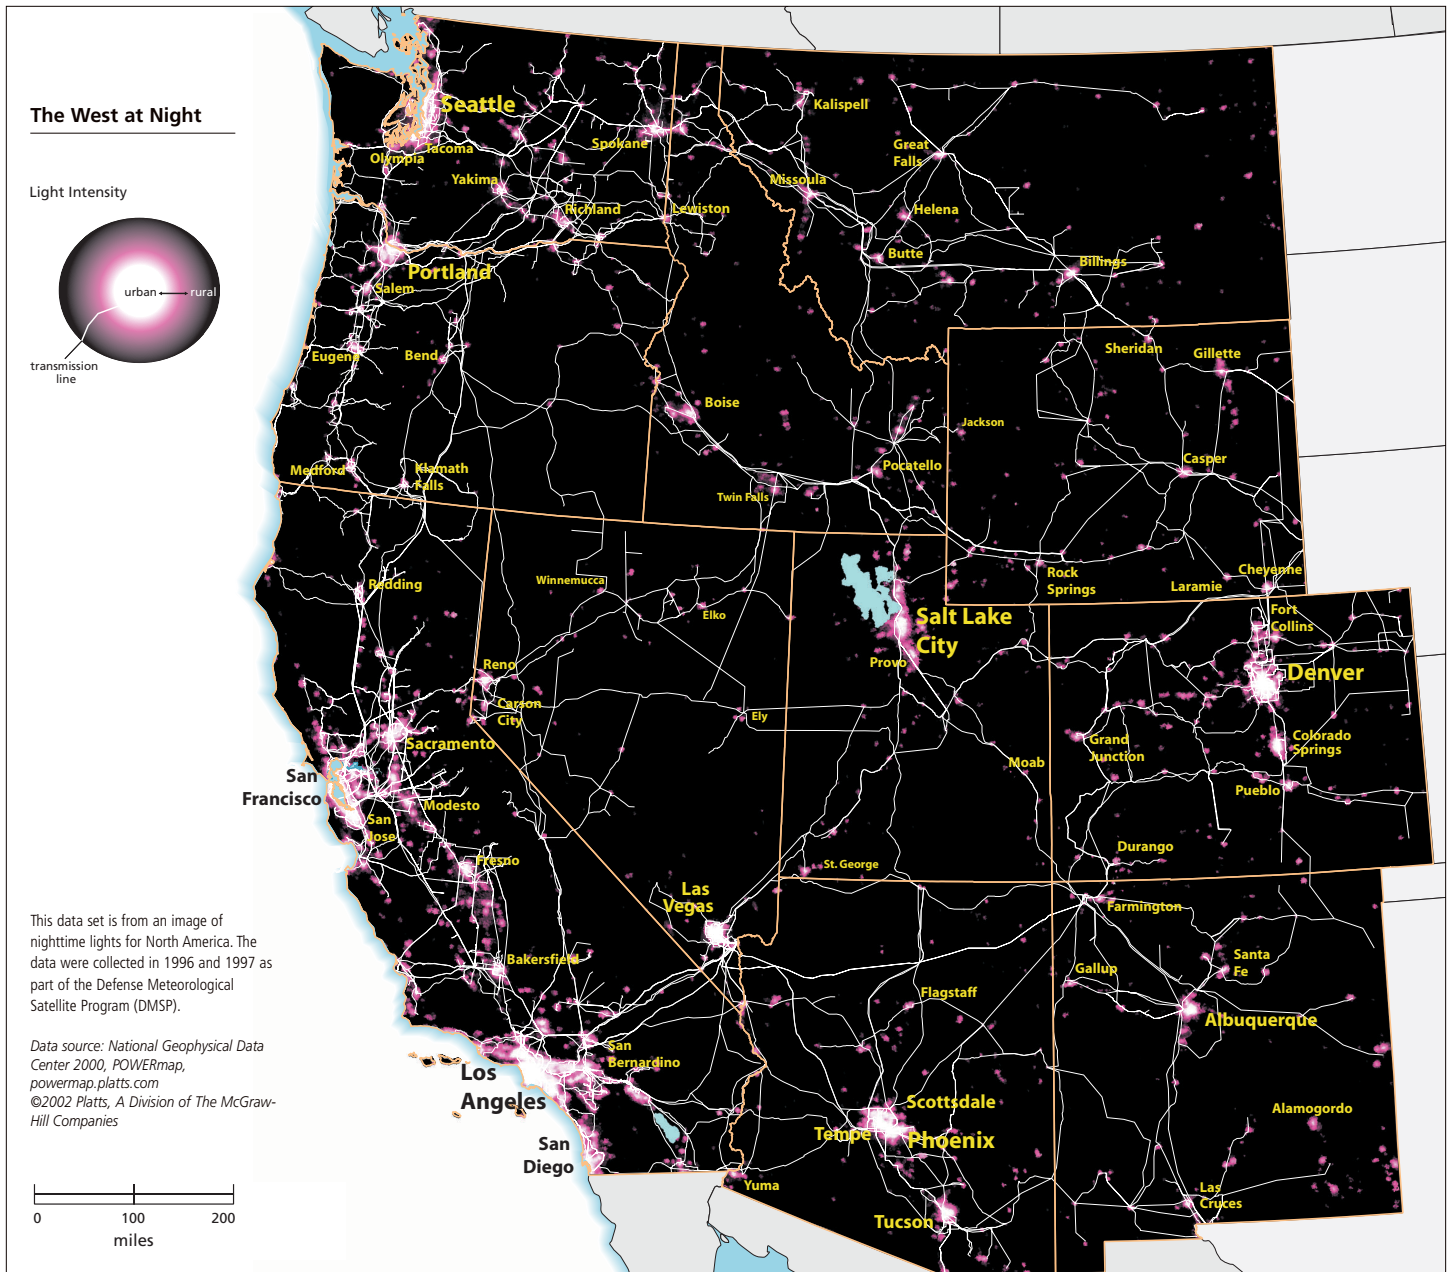 The West at Night
Light Intensity
urban
rural
transmission
line
This data set is from an image of
nighttime lights for North America. The
data were collected in 1996 and 1997 as
part of the Defense Meteorological
Satellite Program (DMSP).
Data source: National Geophysical Data
Center 2000, POWERmap,
powermap.platts.com
©2002 Platts, A Division of The McGraw-
Hill Companies
0 100 200
miles
Seattle
Tacoma
Olympia
Yakima
Spokane
Richland
Lewiston
Kalispell
Great
Falls
Missoula
Helena
Butte
Billings
Portland
Salem
Eugene
Bend
Medford
Klamath
Falls
Boise
Twin Falls
Pocatello
Jackson
Sheridan
Gillette
Casper
Rock
Springs
Laramie
Cheyenne
Redding
Winnemucca
Elko
Reno
Carson
City
Ely
Salt Lake
City
Provo
Moab
St. George
Fort
Collins
Denver
Colorado
Springs
Grand
Junction
Pueblo
Durango
Sacramento
San
Francisco
San
Jose
Modesto
Fresno
Bakersfield
Las
Vegas
San
Bernardino
Los
Angeles
San
Diego
Farmington
Gallup
Santa
Fe
Albuquerque
Flagstaff
Scottsdale
Tempe
Phoenix
Yuma
Tucson
Alamogordo
Las
Cruces